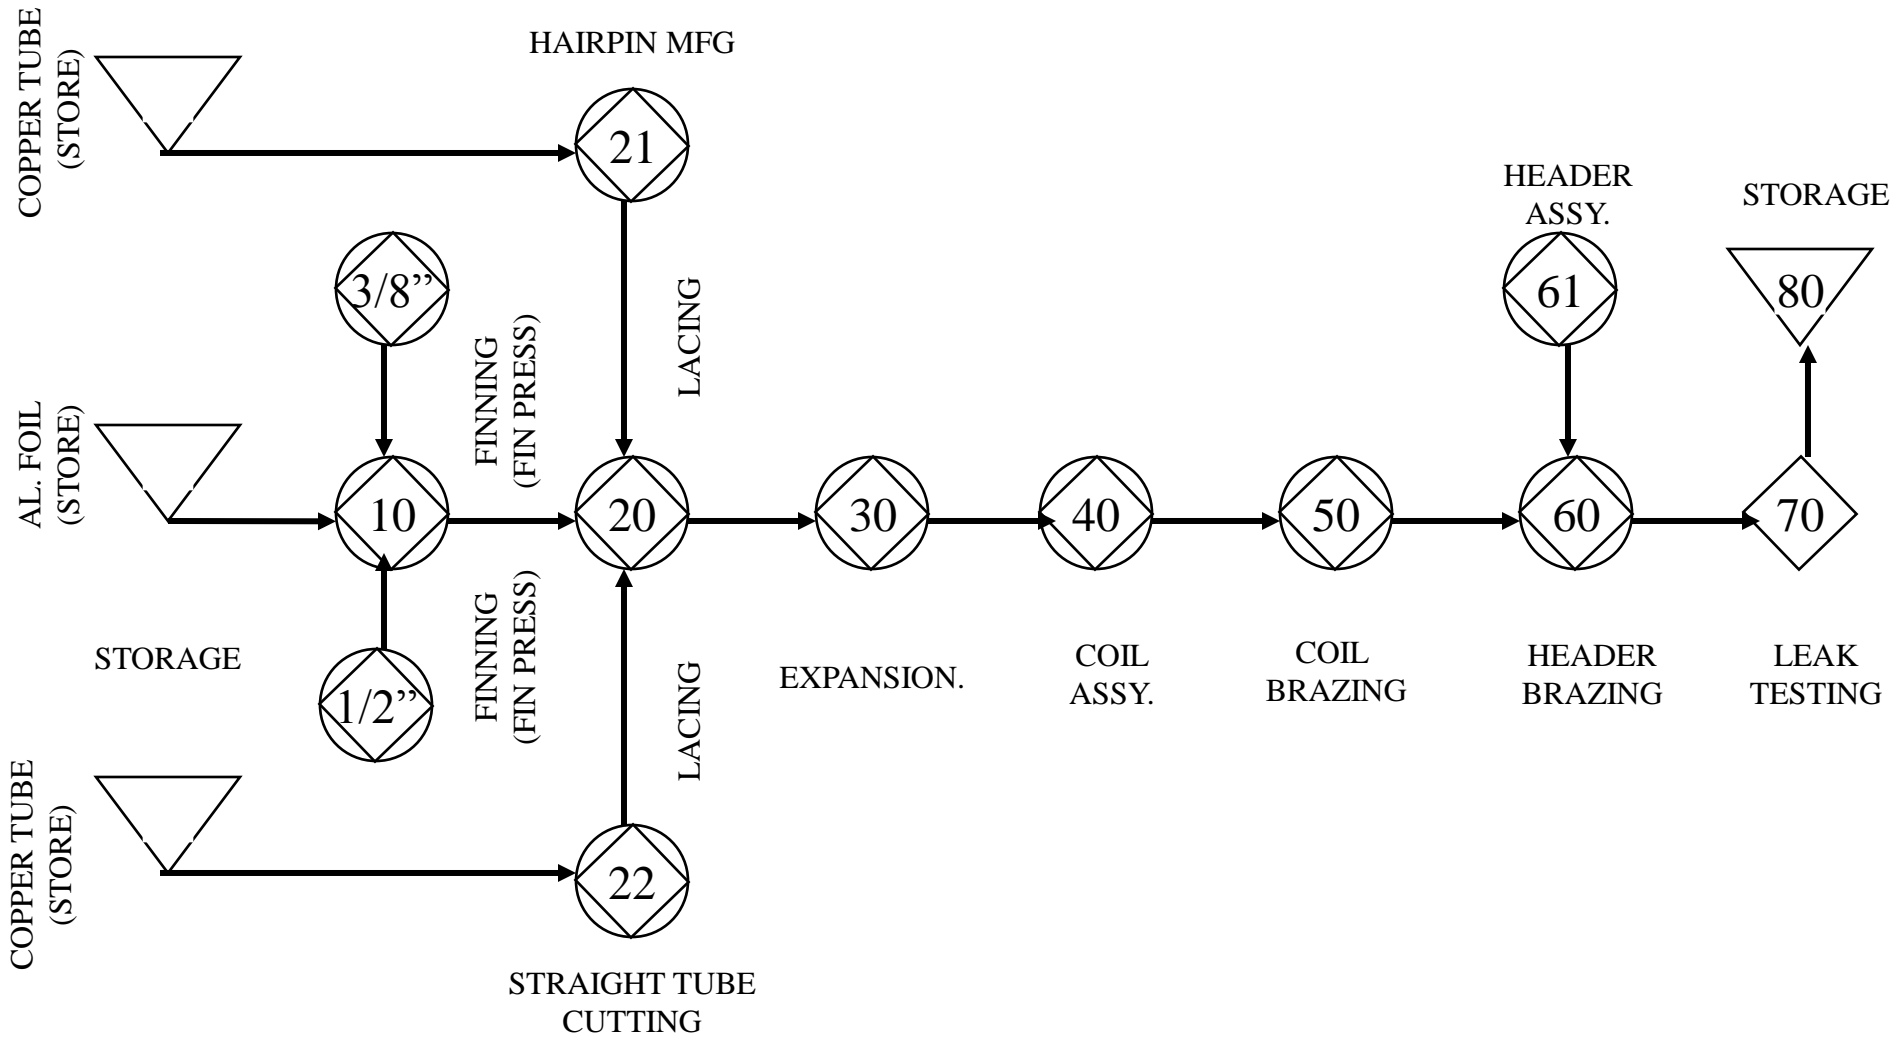 HAIRPIN MFG
COPPER TUBE
(STORE)
21
HEADER
ASSY.
STORAGE
3/8”
61
80
FINNING
(FIN PRESS)
LACING
AL. FOIL
(STORE)
10
20
30
40
50
60
70
STORAGE
1/2”
FINNING
(FIN PRESS)
LACING
EXPANSION.
COIL
ASSY.
COIL
BRAZING
HEADER
BRAZING
LEAK
TESTING
COPPER TUBE
(STORE)
22
STRAIGHT TUBE
CUTTING